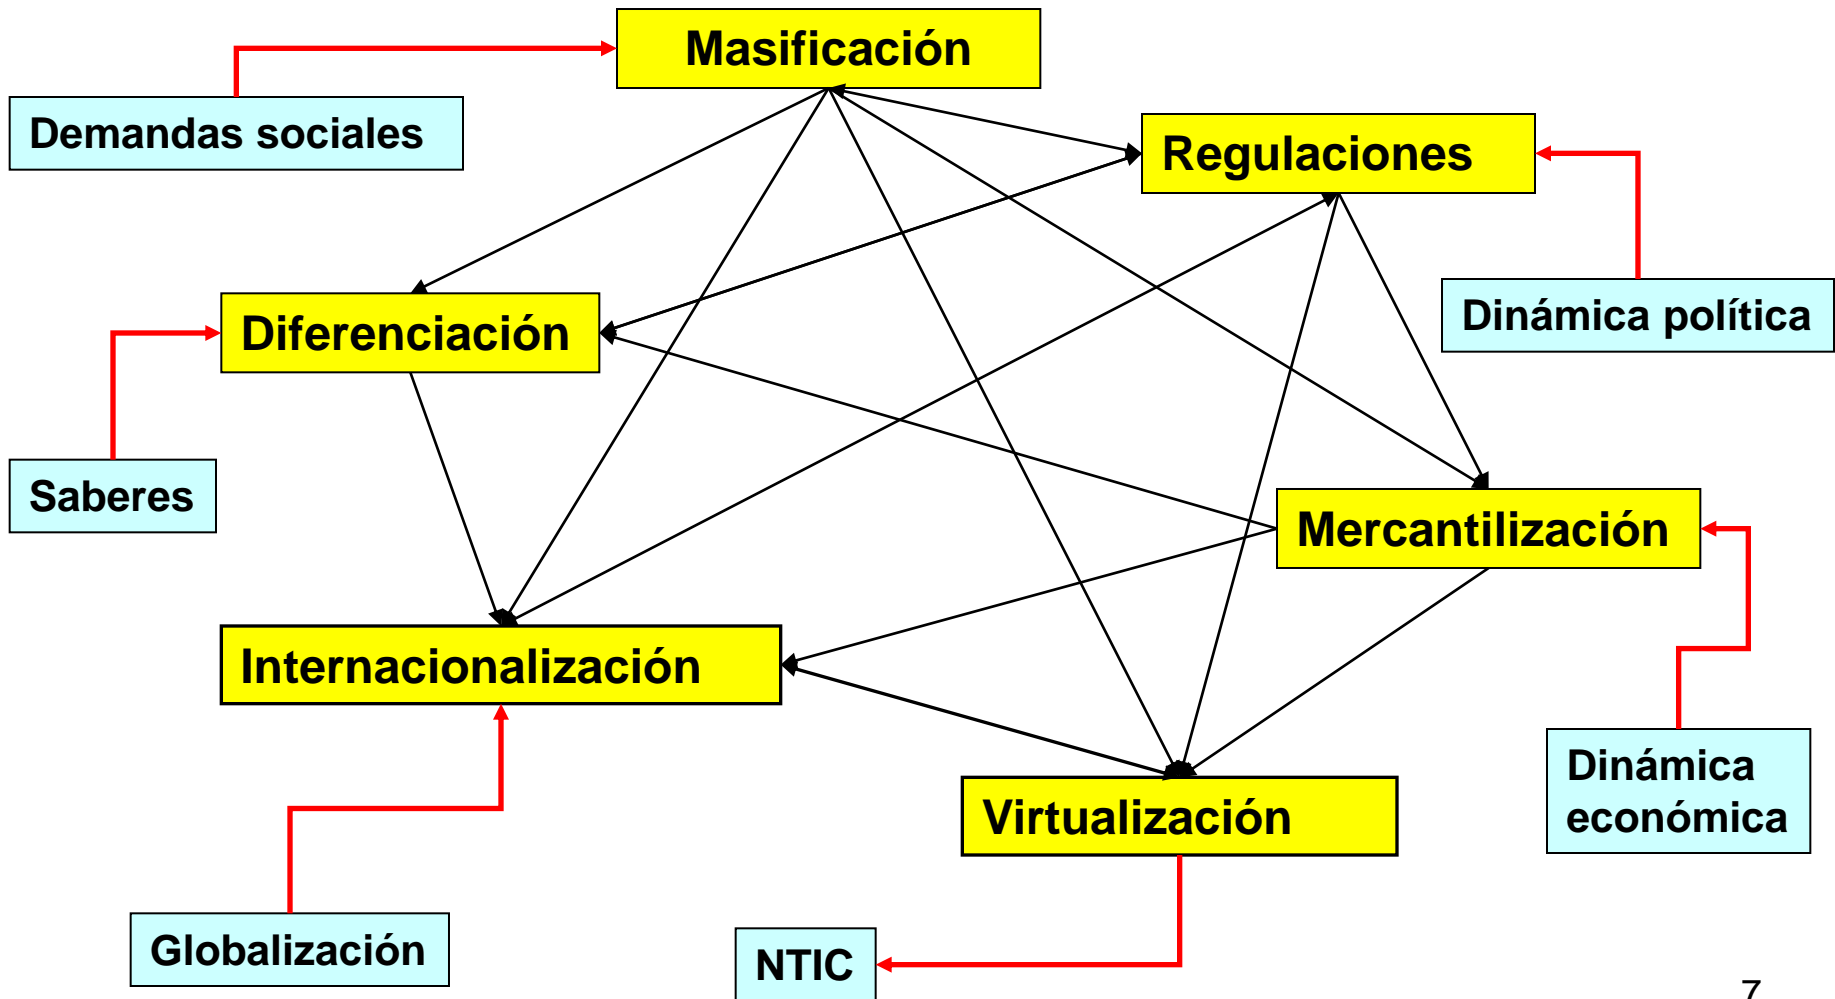 Masificación
Demandas sociales
Regulaciones
Diferenciación
Dinámica política
Saberes
Mercantilización
Internacionalización
Dinámica
económica
Virtualización
Globalización
NTIC
7